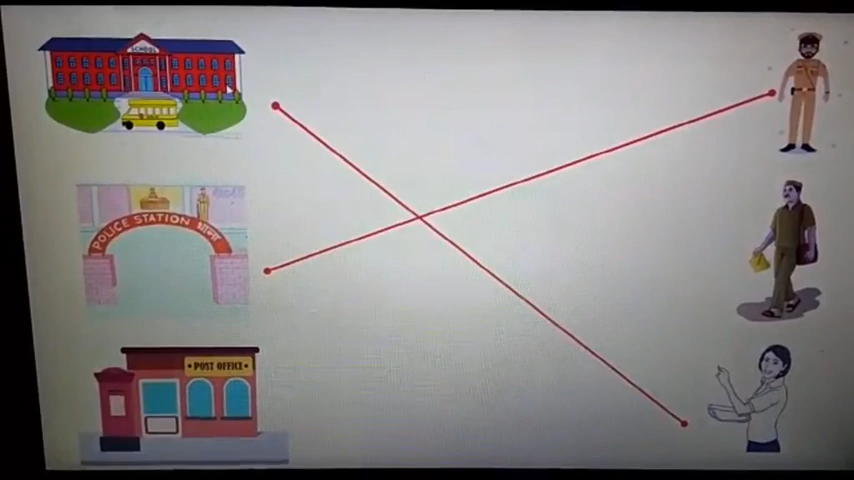 SCHOOL
POLICE STATION थाना
POST OFFICE